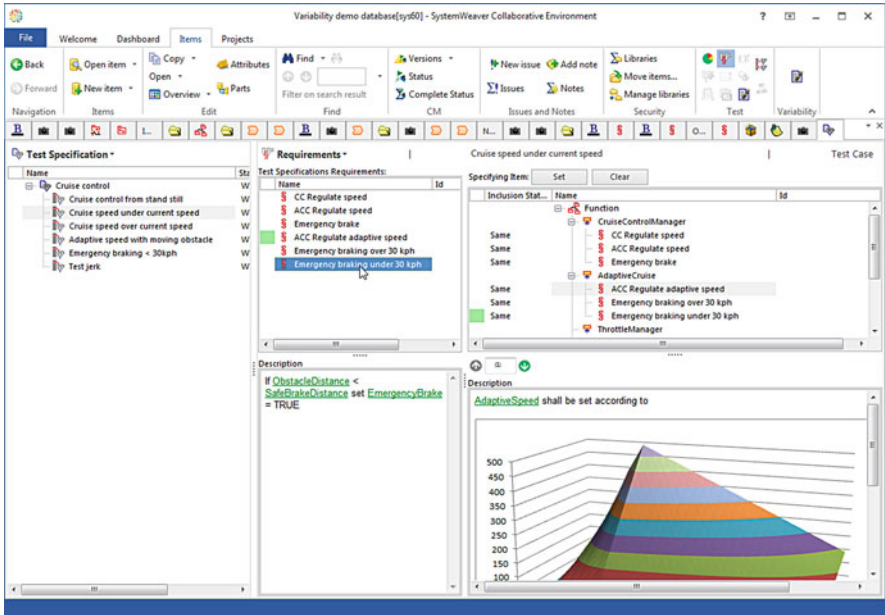 Variability demo database[sys60] - SystemWeaver Collaborative Environment
File Welcome Dashboard Items Projects
Back Open item Copy Attributes Find Versions New issue Add note Libraries
Open Status Move items...
Forward New item Overview Parts Filter on search result Complete Status Issues Notes Manage libraries
Navigation Items Edit Find CM Issues and Notes Security Test Variability
B I... B N... B B O...
Test Specification
Name Sta
Cruise control W
Cruise control from stand still W
Cruise speed under current speed W
Cruise speed over current speed W
Adaptive speed with moving obstacle W
Emergency braking < 30kph W
Test jerk W
Requirements
Test Specifications Requirements:
Name Id
CC Regulate speed
ACC Regulate speed
Emergency brake
ACC Regulate adaptive speed
Emergency braking over 30 kph
Emergency braking under 30 kph
Description
If ObstacleDistance <
SafeBrakeDistance set EmergencyBrake
= TRUE
Cruise speed under current speed Test Case
Specifying Item: Set Clear
Inclusion Stat... Name Id
Function
CruiseControlManager
Same CC Regulate speed
Same ACC Regulate speed
Same Emergency brake
AdaptiveCruise
Same ACC Regulate adaptive speed
Same Emergency braking over 30 kph
Same Emergency braking under 30 kph
ThrottleManager
Description
AdaptiveSpeed shall be set according to
500
450
400
350
300
250
200
150
100